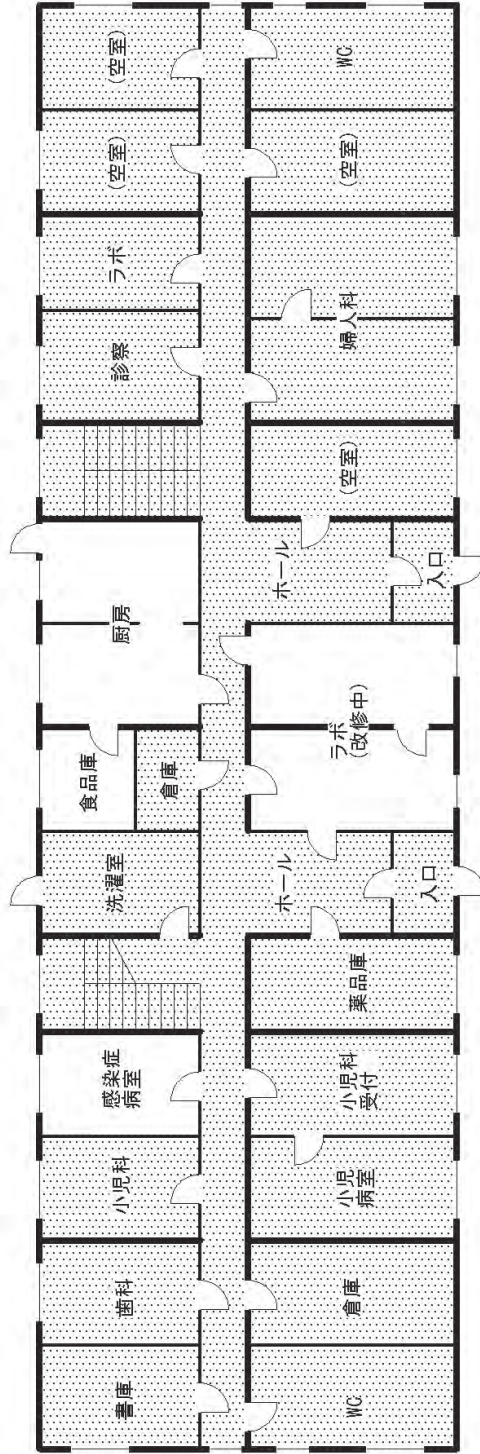 書庫
歯科
小児科
感染症
病室
洗濯室
食品庫
倉庫
厨房
診察
ラボ
(空室)
(空室)
ホール
ホール
WC
倉庫
小児
病室
小児科
受付
薬品庫
入口
ラボ
(改修中)
入口
(空室)
婦人科
(空室)
WC